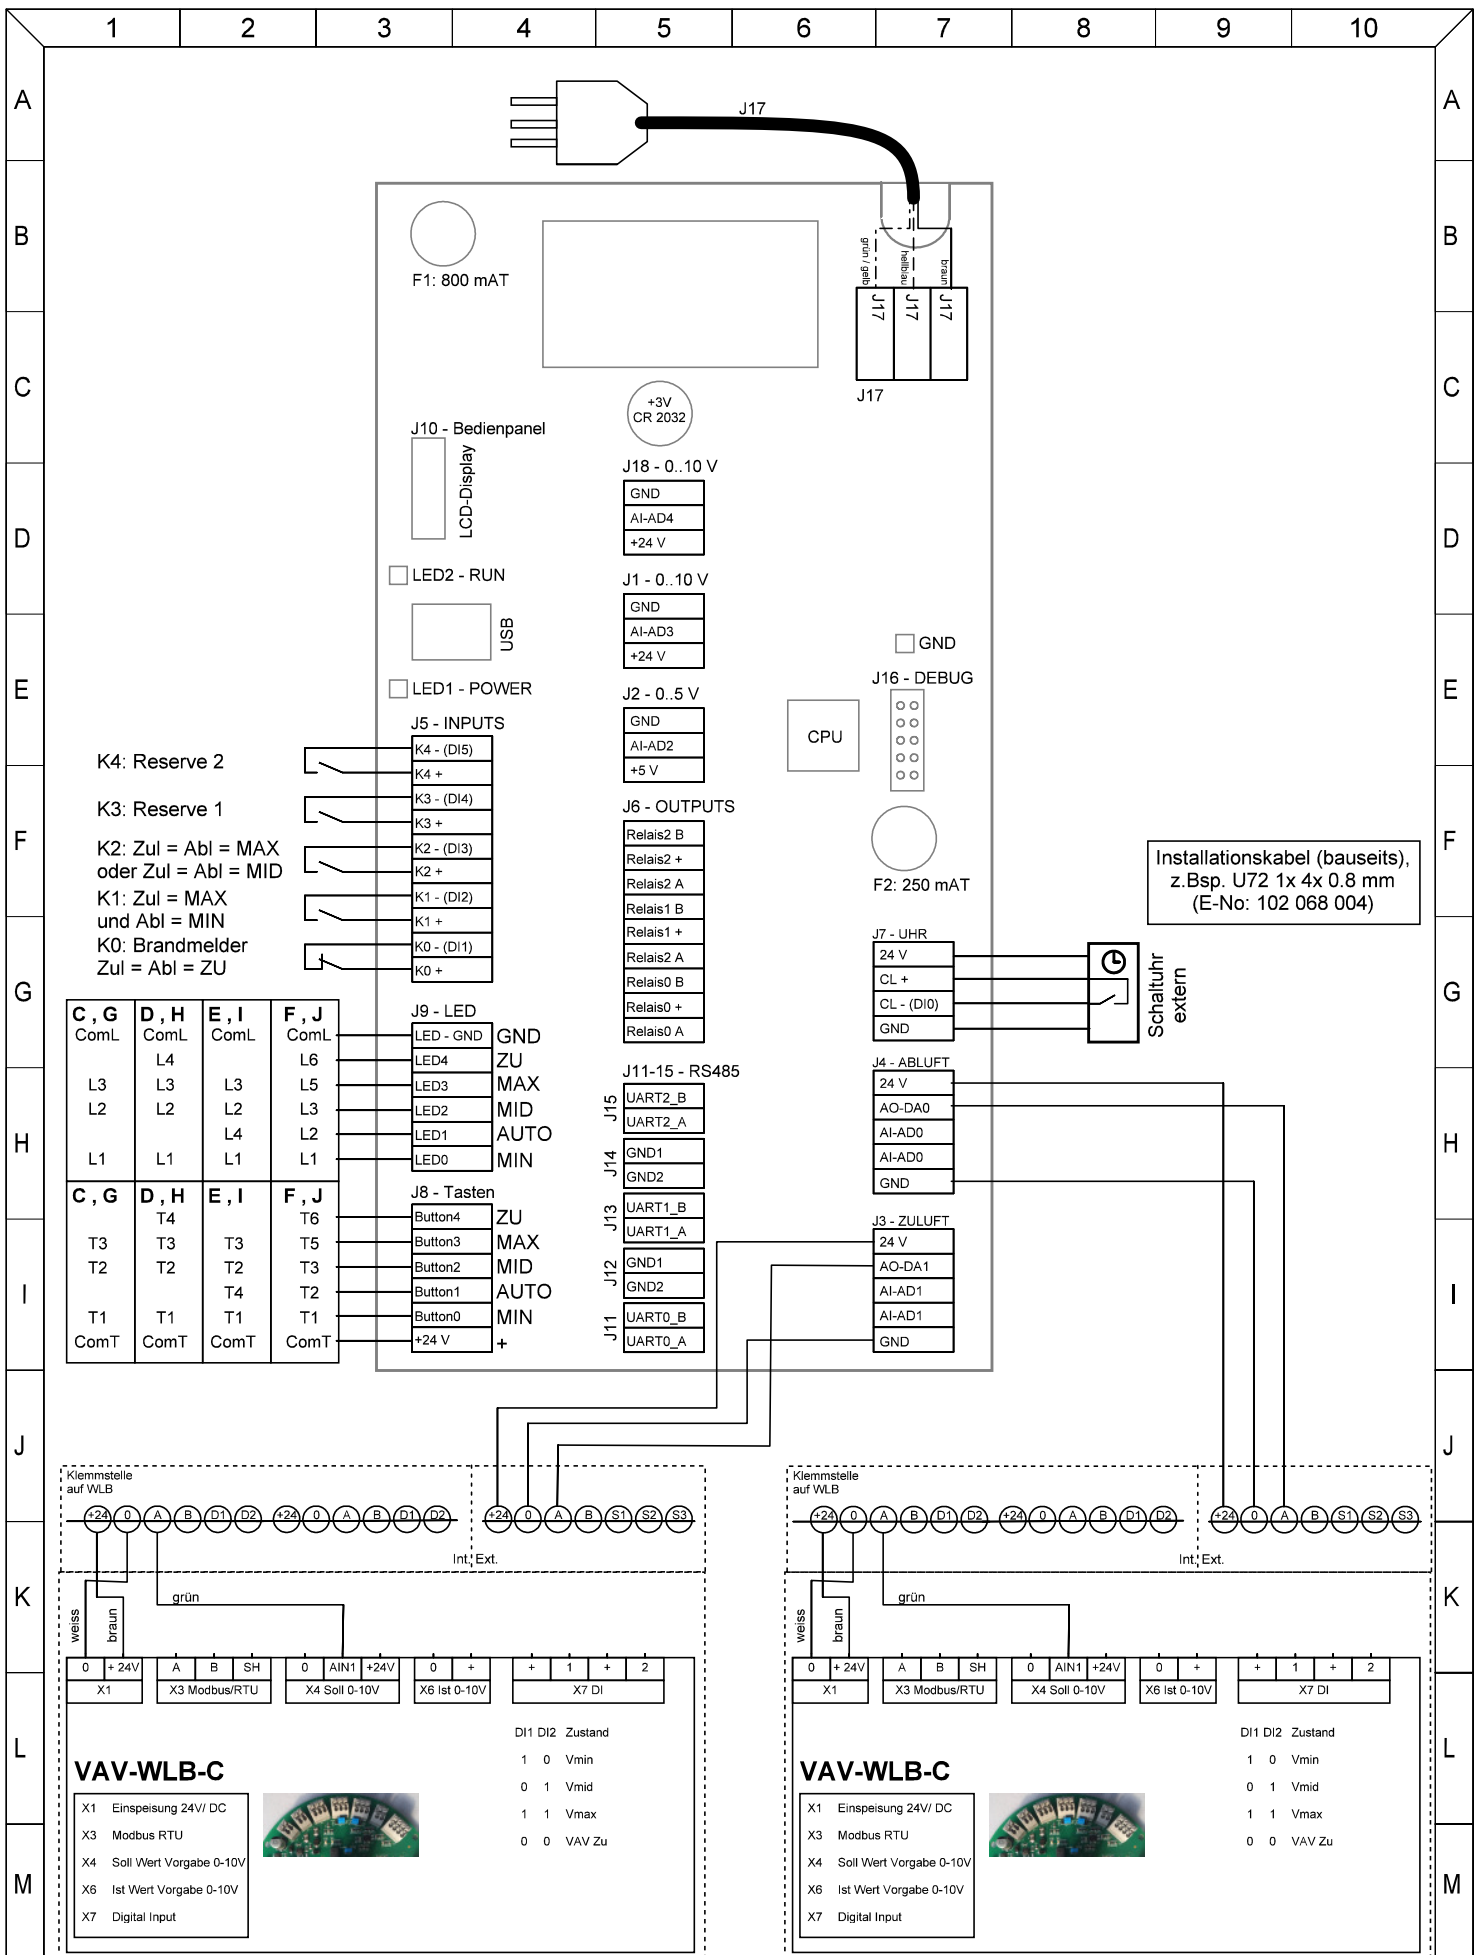 1 2 3 4 5 6 7 8 9 10
A A
J17
B B
F1: 800 mAT
grün / gelb
hellblau
braun
J17 J17 J17
J17
C C
+3V
CR 2032
J10 - Bedienpanel
LCD-Display
J18 - 0..10 V
GND
AI-AD4
+24 V
D D
LED2 - RUN
J1 - 0..10 V
GND
AI-AD3
+24 V
USB
GND
E E
LED1 - POWER
J16 - DEBUG
J2 - 0..5 V
GND
AI-AD2
+5 V
CPU
J5 - INPUTS
K4 - (DI5)
K4 +
K3 - (DI4)
K3 +
K2 - (DI3)
K2 +
K1 - (DI2)
K1 +
K0 - (DI1)
K0 +
K4: Reserve 2
K3: Reserve 1
K2: Zul = Abl = MAX
oder Zul = Abl = MID
K1: Zul = MAX
und Abl = MIN
K0: Brandmelder
Zul = Abl = ZU
F F
J6 - OUTPUTS
Relais2 B
Relais2 +
Relais2 A
Relais1 B
Relais1 +
Relais2 A
Relais0 B
Relais0 +
Relais0 A
F2: 250 mAT
Installationskabel (bauseits),
z.Bsp. U72 1x 4x 0.8 mm
(E-No: 102 068 004)
J7 - UHR
24 V
CL +
CL - (DI0)
GND
Schaltuhr
extern
G G
C , G D , H E , I F , J
ComL ComL ComL ComL
L4 L6
L3 L3 L3 L5
L2 L2 L2 L3
L4 L2
L1 L1 L1 L1
J9 - LED
LED - GND GND
LED4 ZU
LED3 MAX
LED2 MID
LED1 AUTO
LED0 MIN
H H
C , G D , H E , I F , J
T4 T6
T3 T3 T3 T5
T2 T2 T2 T3
T4 T2
T1 T1 T1 T1
ComT ComT ComT ComT
J8 - Tasten
Button4 ZU
Button3 MAX
Button2 MID
Button1 AUTO
Button0 MIN
+24 V +
J11-15 - RS485
J15
UART2_B
UART2_A
J14
GND1
GND2
J13
UART1_B
UART1_A
J12
GND1
GND2
J11
UART0_B
UART0_A
J4 - ABLUFT
24 V
AO-DA0
AI-AD0
AI-AD0
GND
J3 - ZULUFT
24 V
AO-DA1
AI-AD1
AI-AD1
GND
I I
J J
Klemmstelle
auf WLB
+24 0 A B D1 D2 +24 0 A B D1 D2 +24 0 A B S1 S2 S3
Int. Ext.
weiss
braun
grün
0 + 24V A B SH 0 AIN1 +24V 0 + + 1 + 2
X1 X3 Modbus/RTU X4 Soll 0-10V X6 Ist 0-10V X7 DI
DI1 DI2 Zustand
1 0 Vmin
0 1 Vmid
1 1 Vmax
0 0 VAV Zu
VAV-WLB-C
X1 Einspeisung 24V/ DC
X3 Modbus RTU
X4 Soll Wert Vorgabe 0-10V
X6 Ist Wert Vorgabe 0-10V
X7 Digital Input
Klemmstelle
auf WLB
+24 0 A B D1 D2 +24 0 A B D1 D2 +24 0 A B S1 S2 S3
Int. Ext.
weiss
braun
grün
0 + 24V A B SH 0 AIN1 +24V 0 + + 1 + 2
X1 X3 Modbus/RTU X4 Soll 0-10V X6 Ist 0-10V X7 DI
DI1 DI2 Zustand
1 0 Vmin
0 1 Vmid
1 1 Vmax
0 0 VAV Zu
VAV-WLB-C
X1 Einspeisung 24V/ DC
X3 Modbus RTU
X4 Soll Wert Vorgabe 0-10V
X6 Ist Wert Vorgabe 0-10V
X7 Digital Input
K K
L L
M M